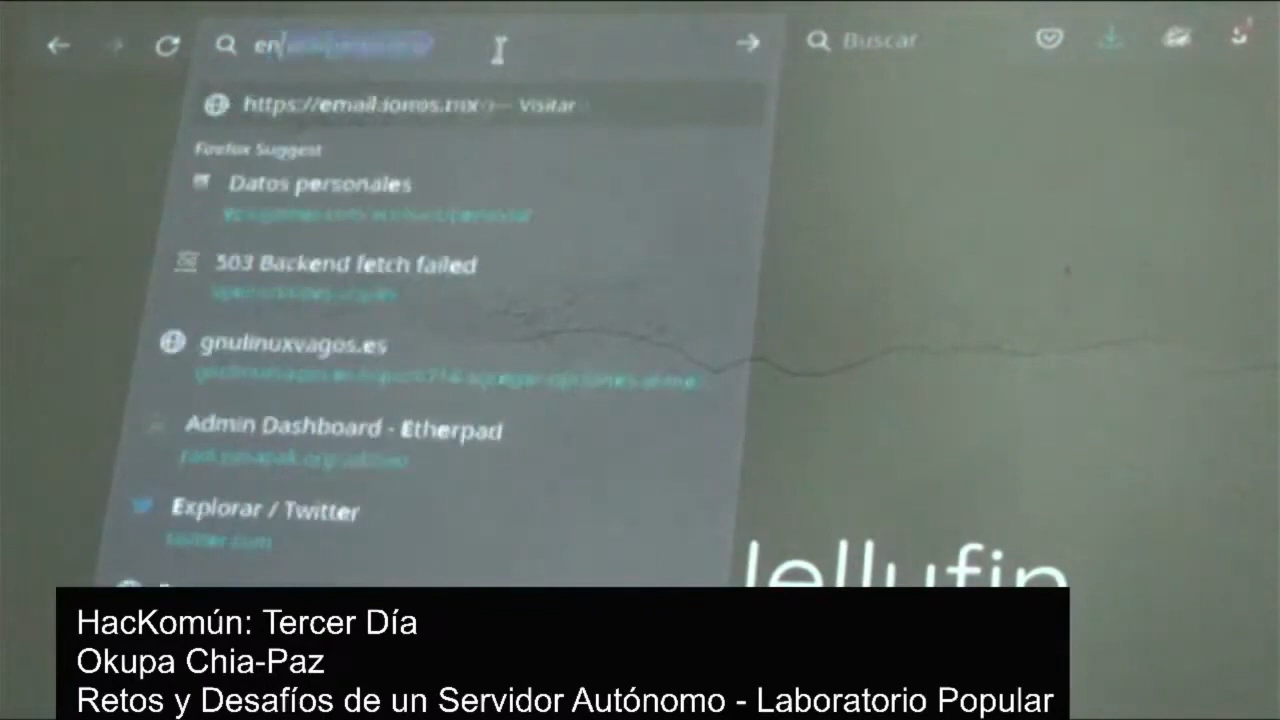 en
Buscar
https://email.ionos.mx — Visitar
Firefox Suggest
Datos personales
503 Backend fetch failed
gnulinuxvagos.es
Admin Dashboard - Etherpad
Explorar / Twitter
twitter.com
Jellyfin
HacKomún: Tercer Día
Okupa Chia-Paz
Retos y Desafíos de un Servidor Autónomo - Laboratorio Popular